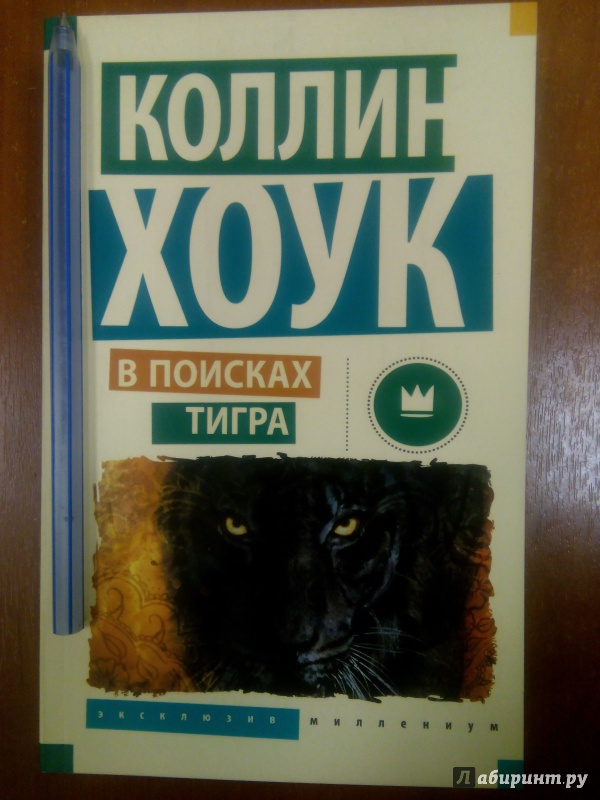 КОЛЛИН
ХОУК
В ПОИСКАХ
ТИГРА
эксклюзив миллениум
Лабиринт.ру